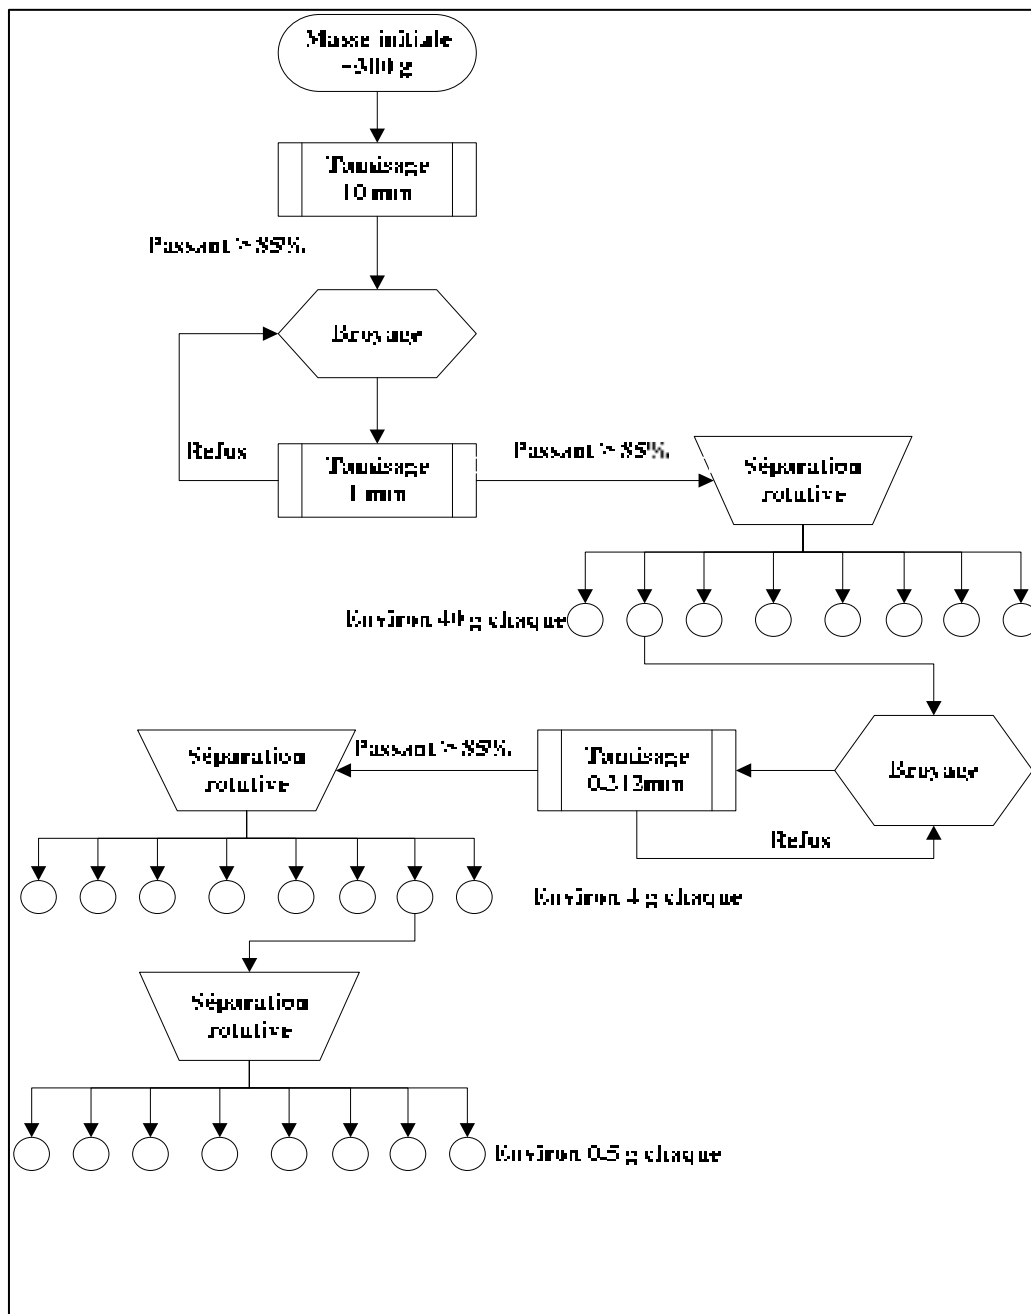 Masse initiale
~300 g
Tamisage
10 mm
Passant > 85%
Broyage
Refus
Tamisage
1 mm
Passant > 85%
Séparation
rotative
Environ 40 g chaque
Séparation
rotative
Passant > 85%
Tamisage
0.212mm
Broyage
Refus
Environ 4 g chaque
Séparation
rotative
Environ 0.5 g chaque